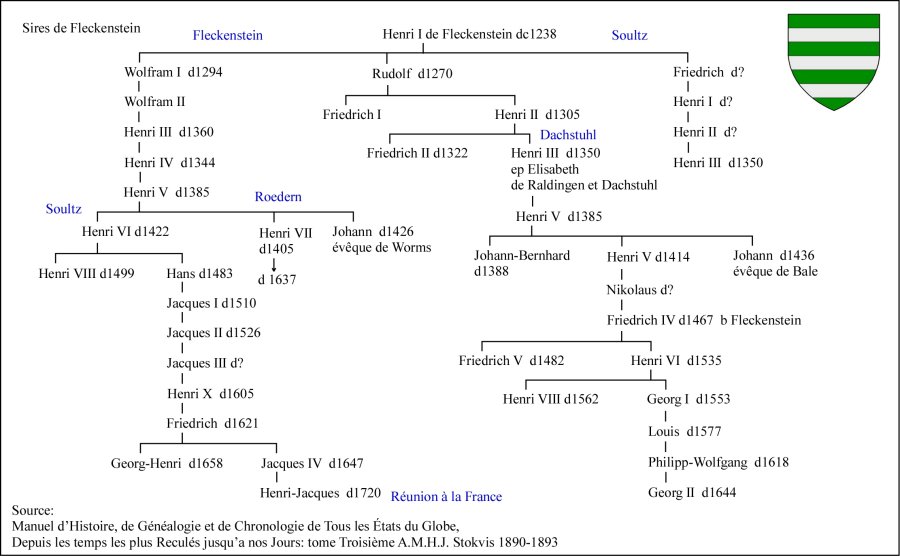 Sires de Fleckenstein
Fleckenstein
Henri I de Fleckenstein dc1238
Soultz
Wolfram I d1294
Rudolf d1270
Friedrich d?
Wolfram II
Friedrich I
Henri II d1305
Henri I d?
Henri III d1360
Dachstuhl
Henri II d?
Friedrich II d1322
Henri III d1350
ep Elisabeth
de Raldingen et Dachstuhl
Henri III d1350
Henri IV d1344
Henri V d1385
Soultz
Roedern
Henri V d1385
Henri VI d1422
Henri VII
d1405
Johann d1426
évêque de Worms
Johann-Bernhard
d1388
Henri V d1414
Johann d1436
évêque de Bale
Henri VIII d1499
Hans d1483
d 1637
Nikolaus d?
Jacques I d1510
Friedrich IV d1467 b Fleckenstein
Jacques II d1526
Jacques III d?
Friedrich V d1482
Henri VI d1535
Henri X d1605
Henri VIII d1562
Georg I d1553
Friedrich d1621
Louis d1577
Georg-Henri d1658
Jacques IV d1647
Philipp-Wolfgang d1618
Henri-Jacques d1720
Réunion à la France
Georg II d1644
Source:
Manuel d’Histoire, de Généalogie et de Chronologie de Tous les États du Globe,
Depuis les temps les plus Reculés jusqu’a nos Jours: tome Troisième A.M.H.J. Stokvis 1890-1893